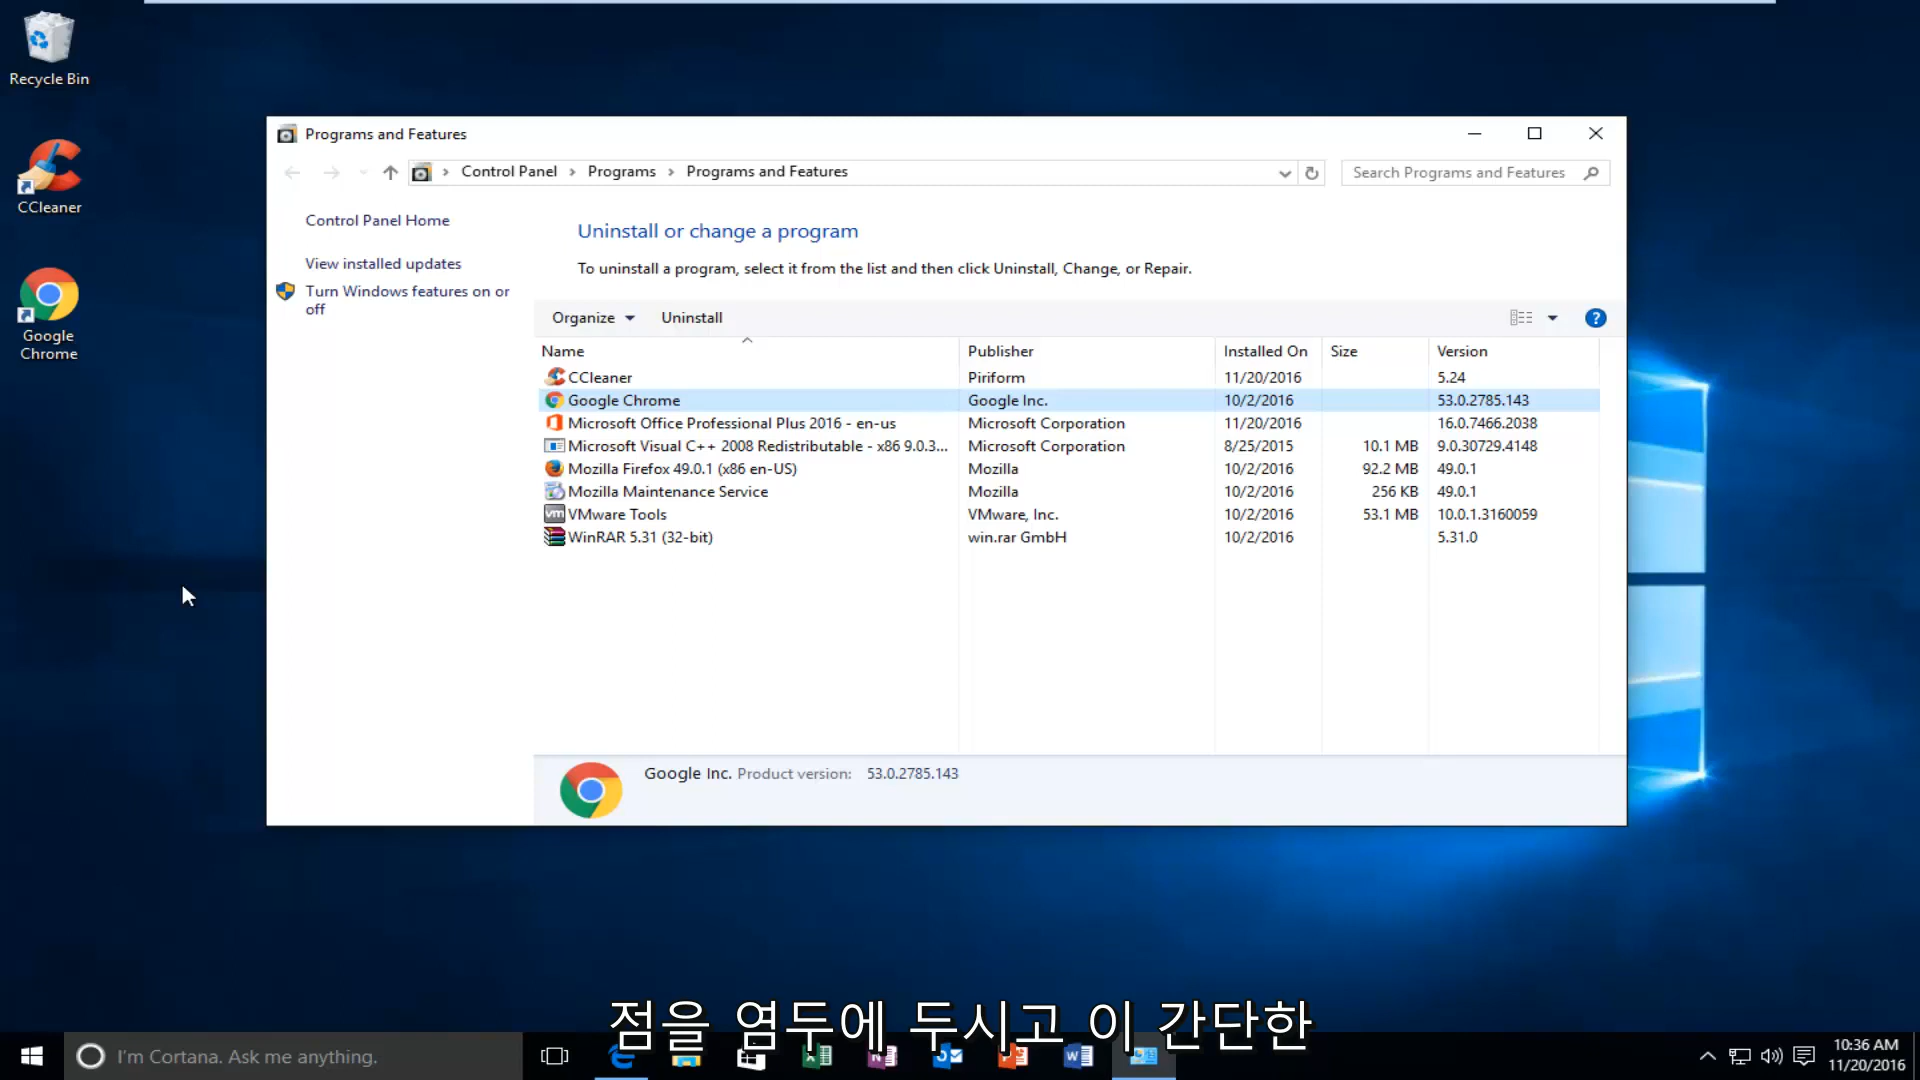 Recycle Bin
CCleaner
Google
Chrome
Programs and Features
Control Panel > Programs > Programs and Features
Search Programs and Features
Control Panel Home
View installed updates
Turn Windows features on or
off
Uninstall or change a program
To uninstall a program, select it from the list and then click Uninstall, Change, or Repair.
Organize Uninstall
Name Publisher Installed On Size Version
CCleaner Piriform 11/20/2016 5.24
Google Chrome Google Inc. 10/2/2016 53.0.2785.143
Microsoft Office Professional Plus 2016 - en-us Microsoft Corporation 11/20/2016 16.0.7466.2038
Microsoft Visual C++ 2008 Redistributable - x86 9.0.3... Microsoft Corporation 8/25/2015 10.1 MB 9.0.30729.4148
Mozilla Firefox 49.0.1 (x86 en-US) Mozilla 10/2/2016 92.2 MB 49.0.1
Mozilla Maintenance Service Mozilla 10/2/2016 256 KB 49.0.1
VMware Tools VMware, Inc. 10/2/2016 53.1 MB 10.0.1.3160059
WinRAR 5.31 (32-bit) win.rar GmbH 10/2/2016 5.31.0
Google Inc. Product version: 53.0.2785.143
점을 염두에 두시고 이 간단한
I'm Cortana. Ask me anything.
10:36 AM
11/20/2016